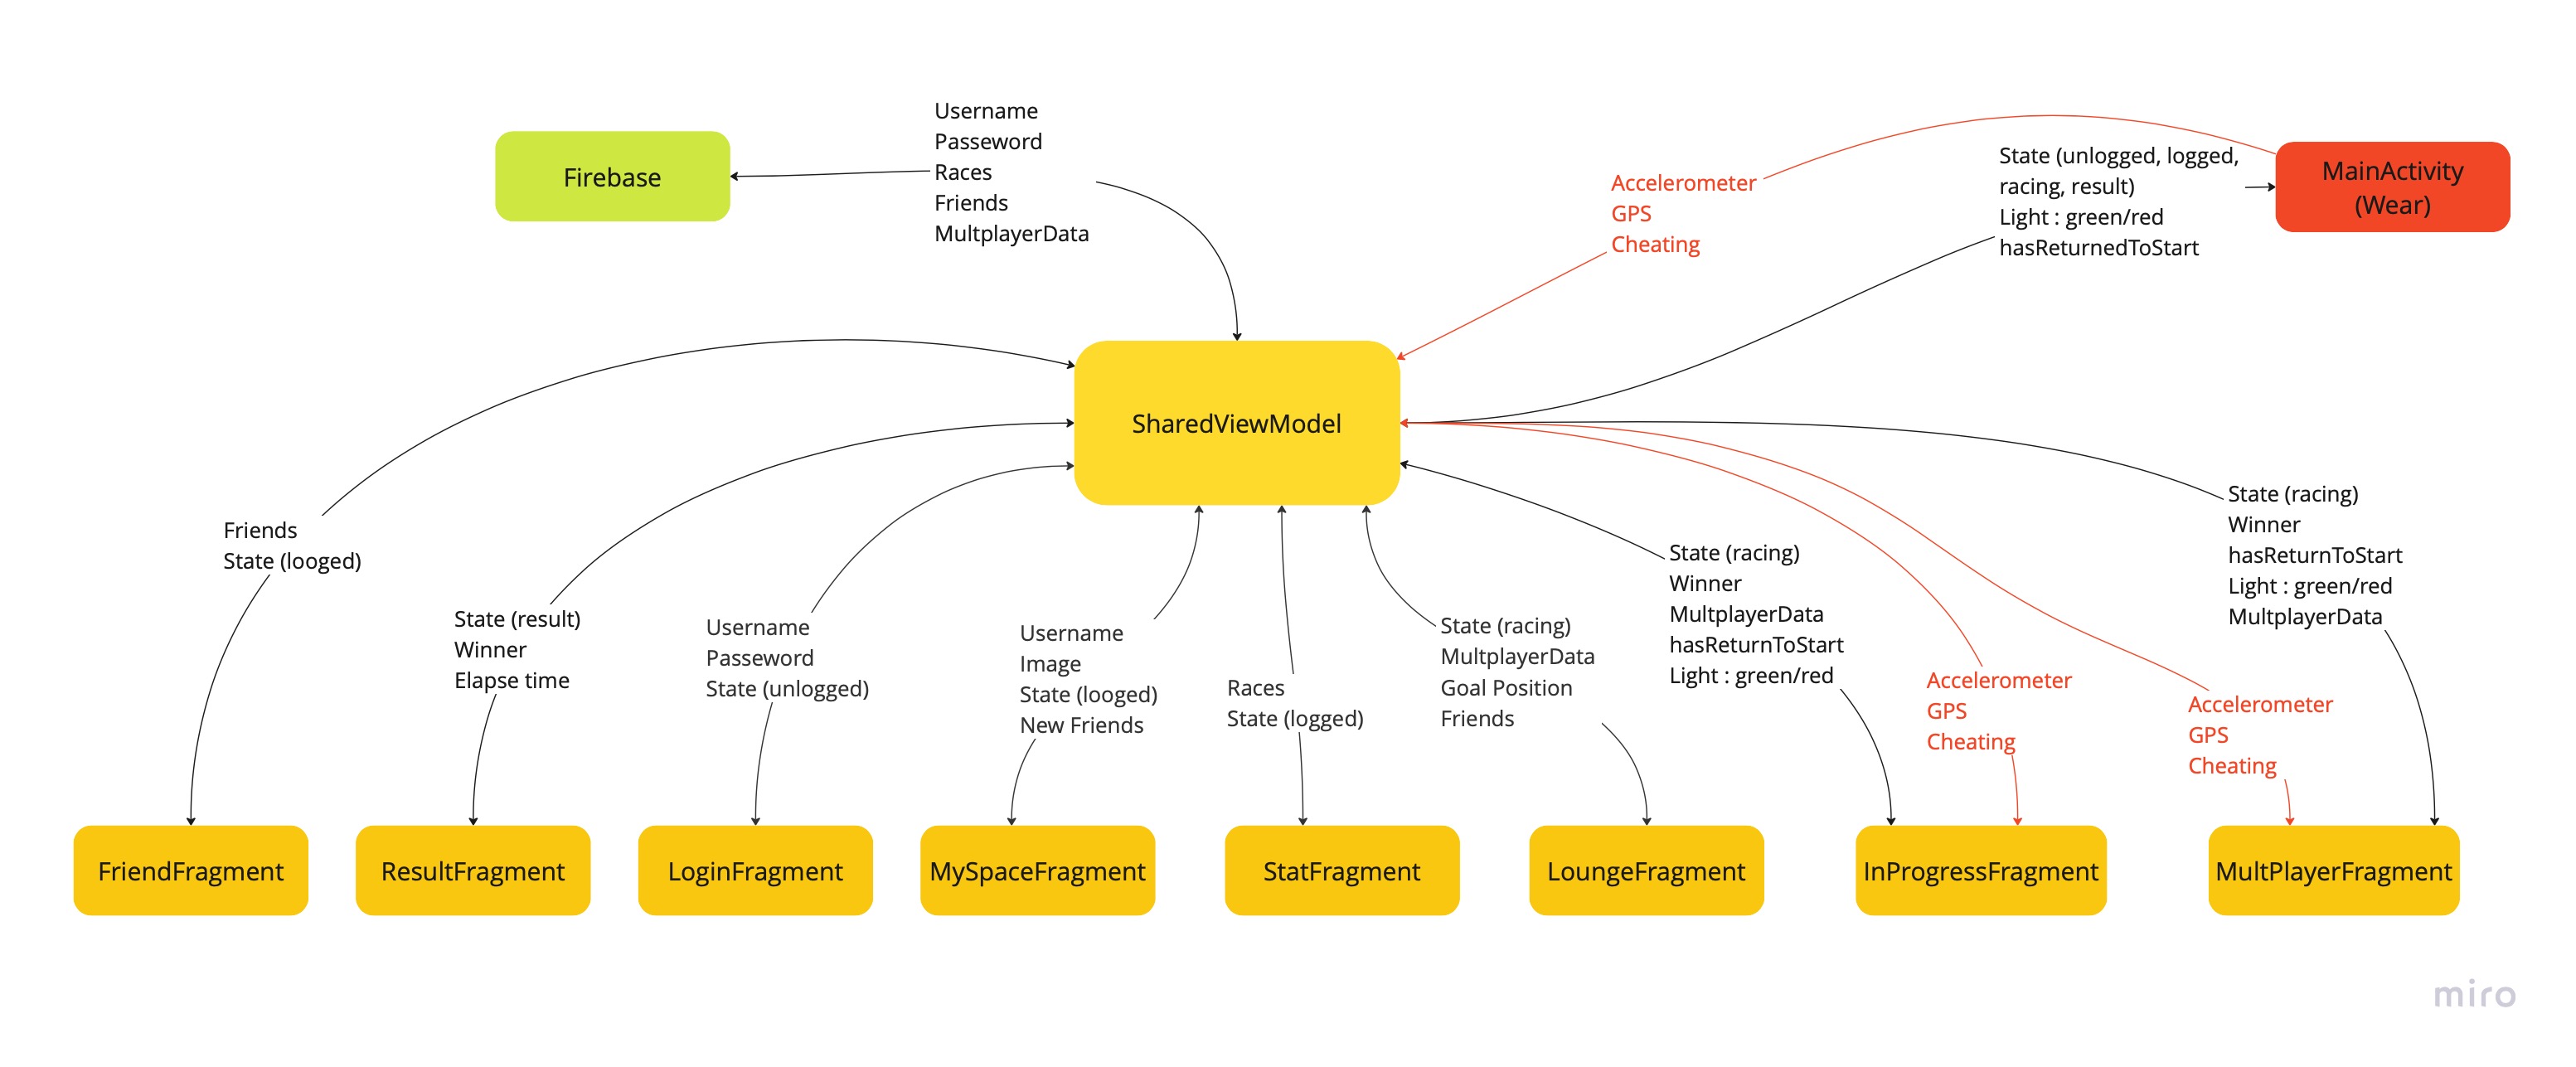 Username
Passeword
Races
Friends
MultplayerData
Firebase
Accelerometer
GPS
Cheating
State (unlogged, logged,
racing, result)
Light : green/red
hasReturnedToStart
MainActivity
(Wear)
SharedViewModel
Friends
State (looged)
State (result)
Winner
Elapse time
Username
Passeword
State (unlogged)
Username
Image
State (looged)
New Friends
Races
State (logged)
State (racing)
MultplayerData
Goal Position
Friends
State (racing)
Winner
MultplayerData
hasReturnToStart
Light : green/red
Accelerometer
GPS
Cheating
Accelerometer
GPS
Cheating
State (racing)
Winner
hasReturnToStart
Light : green/red
MultplayerData
FriendFragment
ResultFragment
LoginFragment
MySpaceFragment
StatFragment
LoungeFragment
InProgressFragment
MultPlayerFragment
miro